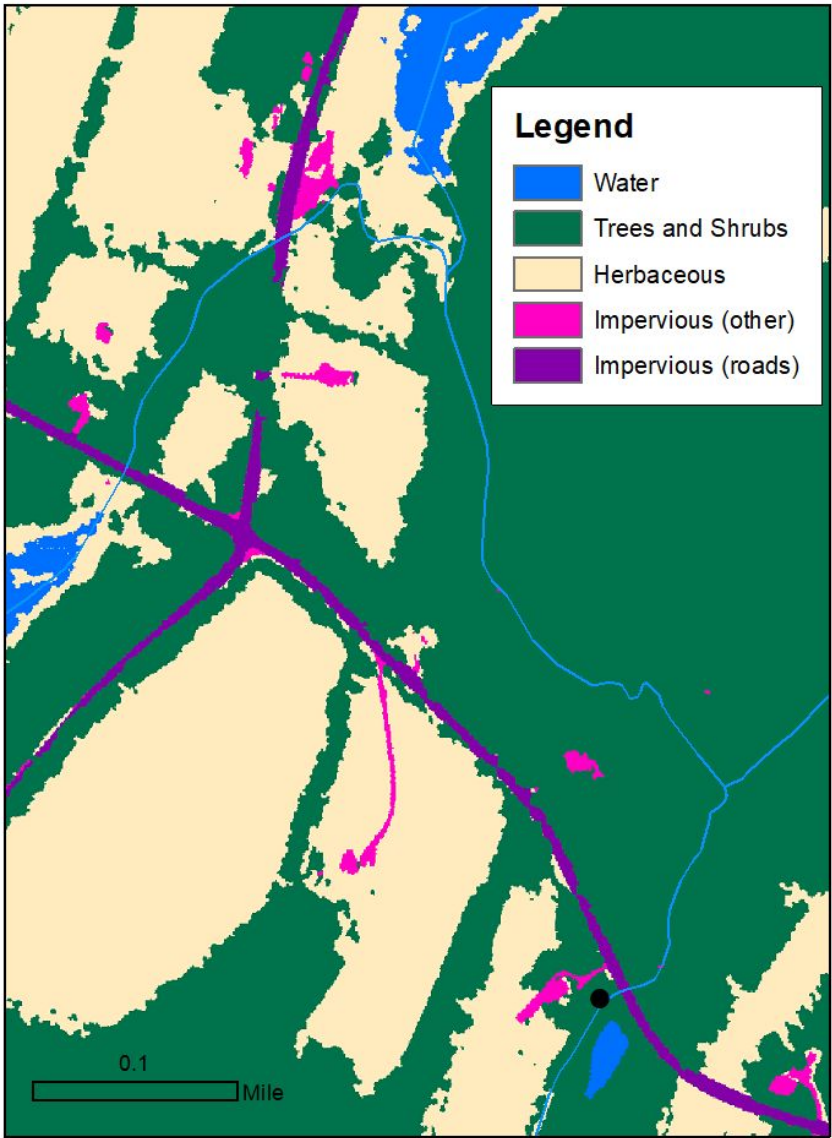 Legend
Water
Trees and Shrubs
Herbaceous
Impervious (other)
Impervious (roads)
0.1
Mile